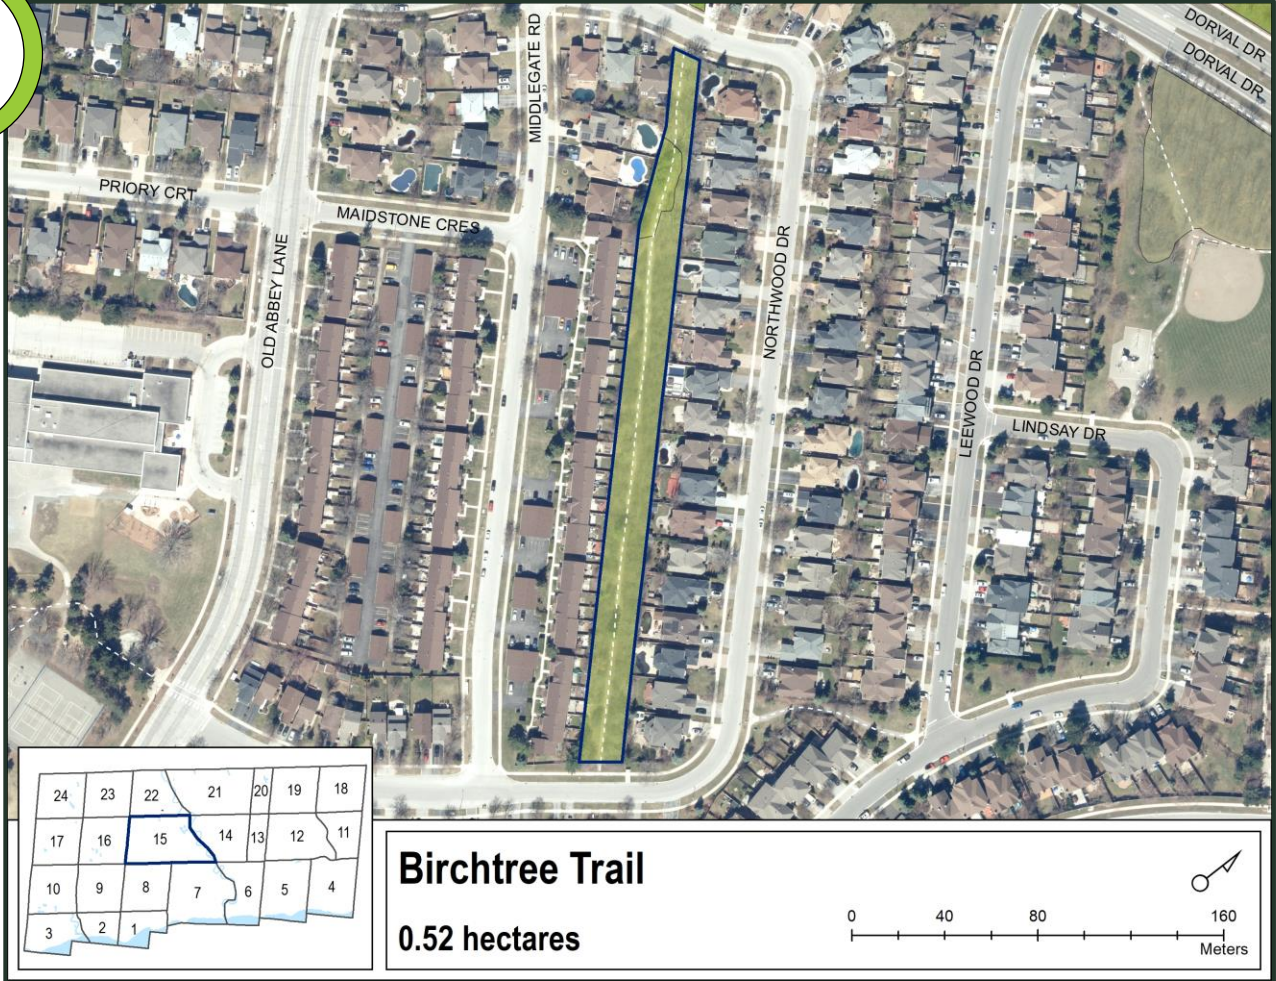 DORVAL DR
DORVAL DR
MIDDLEGATE RD
PRIORY CRT
MAIDSTONE CRES
OLD ABBEY LANE
NORTHWOOD DR
LEEWOOD DR
LINDSAY DR
24 23 22 21 20 19 18
17 16 15 14 13 12 11
10 9 8 7 6 5 4
3 2 1
Birchtree Trail
0.52 hectares
0 40 80 160
Meters